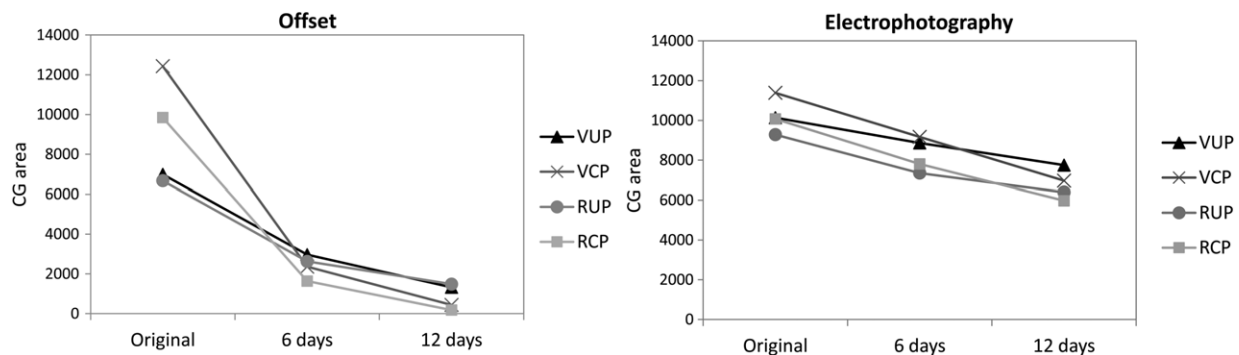 Offset
14000
12000
10000
8000
6000
4000
2000
0
CG area
Original 6 days 12 days
VUP
VCP
RUP
RCP
Electrophotography
14000
12000
10000
8000
6000
4000
2000
0
CG area
Original 6 days 12 days
VUP
VCP
RUP
RCP